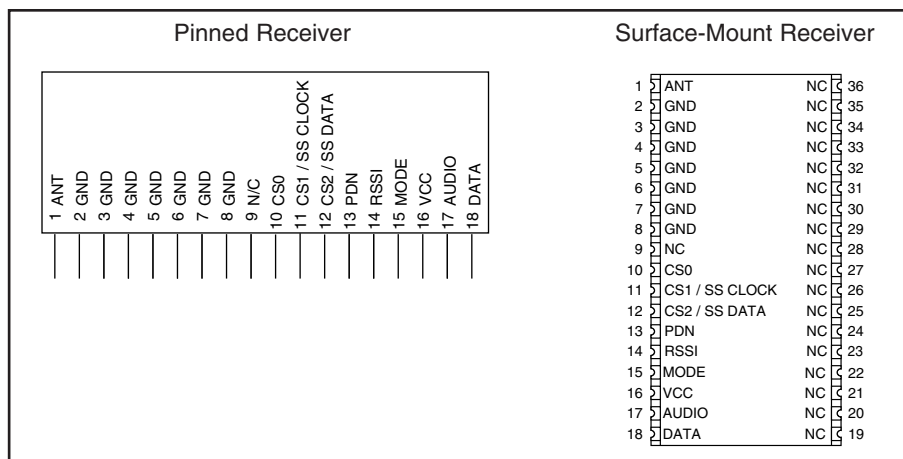 Pinned Receiver
1 ANT
2 GND
3 GND
4 GND
5 GND
6 GND
7 GND
8 GND
9 N/C
10 CS0
11 CS1 / SS CLOCK
12 CS2 / SS DATA
13 PDN
14 RSSI
15 MODE
16 VCC
17 AUDIO
18 DATA
Surface-Mount Receiver
1 ANT NC 36
2 GND NC 35
3 GND NC 34
4 GND NC 33
5 GND NC 32
6 GND NC 31
7 GND NC 30
8 GND NC 29
9 NC NC 28
10 CS0 NC 27
11 CS1 / SS CLOCK NC 26
12 CS2 / SS DATA NC 25
13 PDN NC 24
14 RSSI NC 23
15 MODE NC 22
16 VCC NC 21
17 AUDIO NC 20
18 DATA NC 19